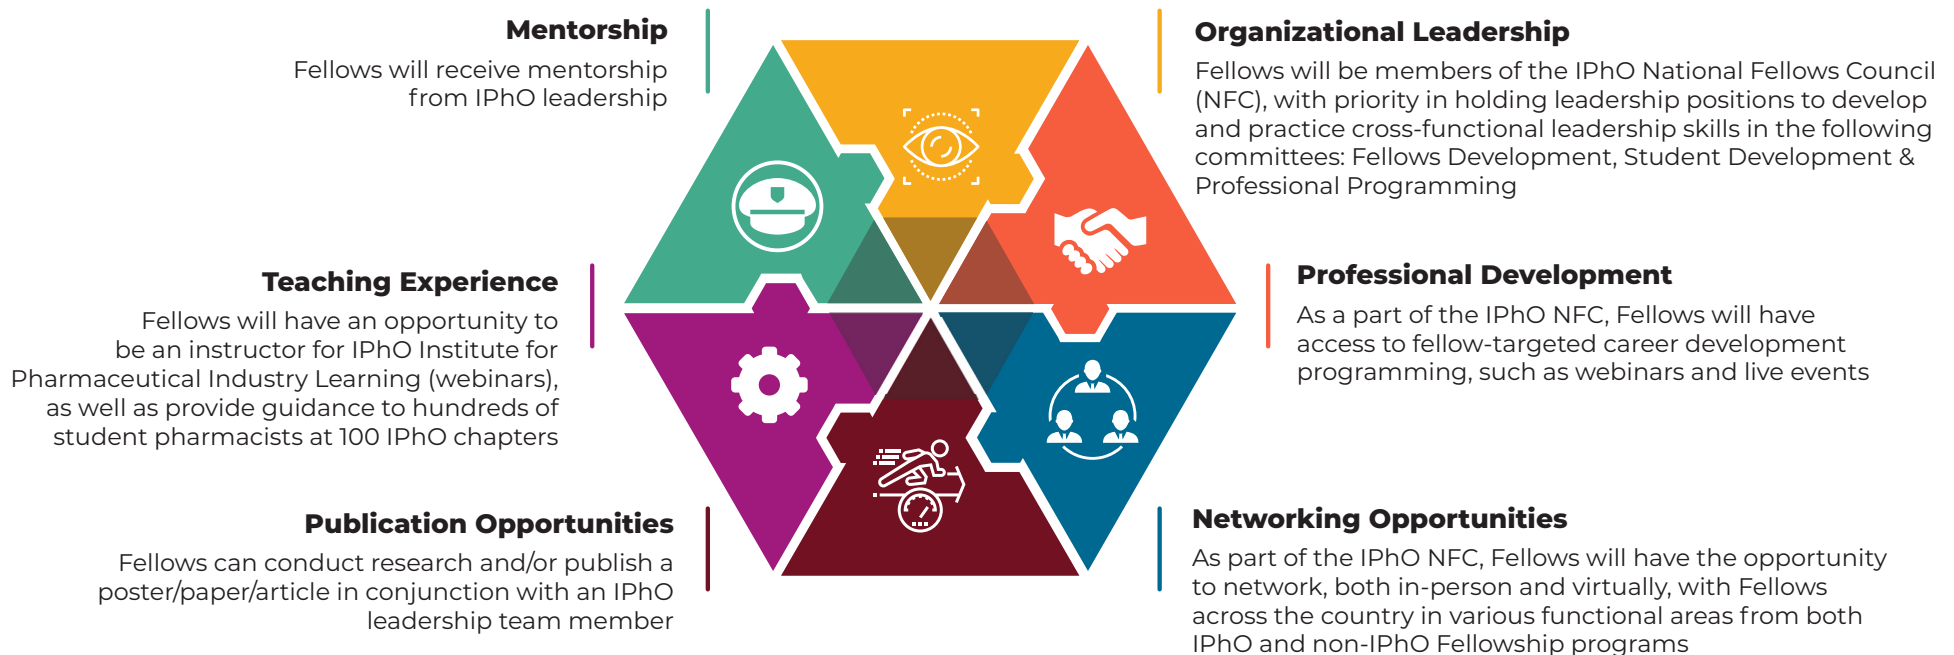 Mentorship
Fellows will receive mentorship
from IPhO leadership
Organizational Leadership
Fellows will be members of the IPhO National Fellows Council
(NFC), with priority in holding leadership positions to develop
and practice cross-functional leadership skills in the following
committees: Fellows Development, Student Development &
Professional Programming
Teaching Experience
Fellows will have an opportunity to
be an instructor for IPhO Institute for
Pharmaceutical Industry Learning (webinars),
as well as provide guidance to hundreds of
student pharmacists at 100 IPhO chapters
Professional Development
As a part of the IPhO NFC, Fellows will have
access to fellow-targeted career development
programming, such as webinars and live events
Publication Opportunities
Fellows can conduct research and/or publish a
poster/paper/article in conjunction with an IPhO
leadership team member
Networking Opportunities
As part of the IPhO NFC, Fellows will have the opportunity
to network, both in-person and virtually, with Fellows
across the country in various functional areas from both
IPhO and non-IPhO Fellowship programs